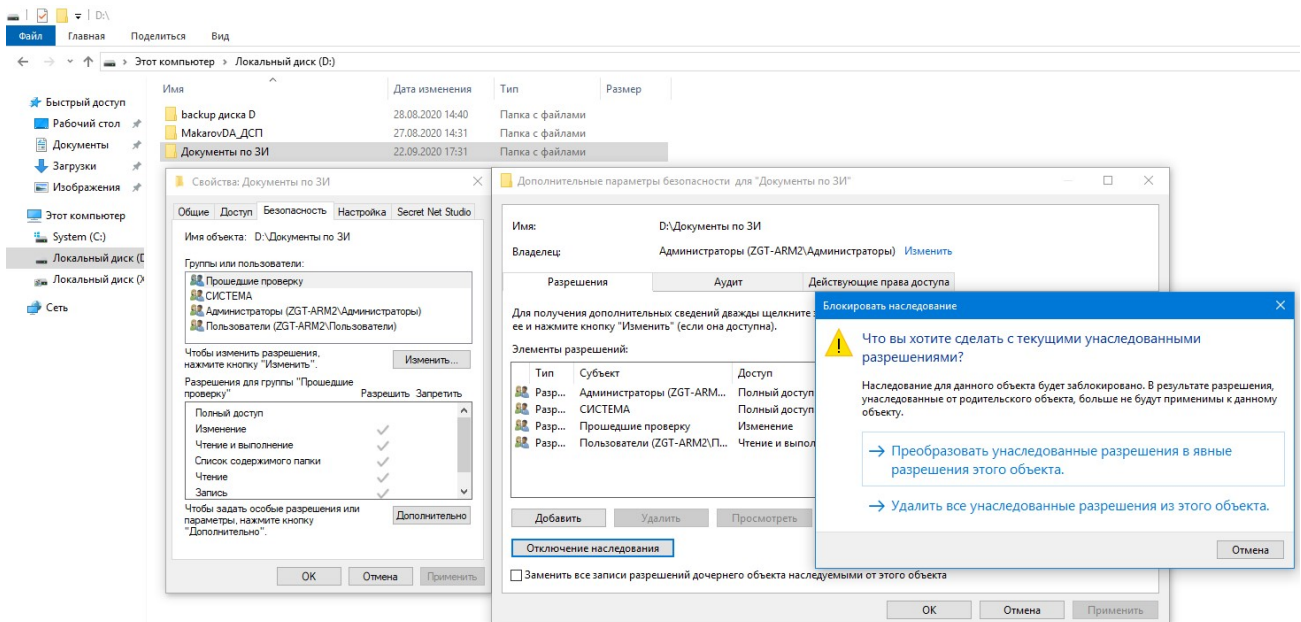 D:\
Файл Главная Поделиться Вид
Этот компьютер › Локальный диск (D:)
Имя Дата изменения Тип Размер
Быстрый доступ
Рабочий стол
Документы
Загрузки
Изображения
Этот компьютер
System (C:)
Локальный диск (D
Локальный диск (X
Сеть
backup диска D 28.08.2020 14:40 Папка с файлами
MakarovDA_ДСП 27.08.2020 14:31 Папка с файлами
Документы по ЗИ 22.09.2020 17:31 Папка с файлами
Свойства: Документы по ЗИ
Общие Доступ Безопасность Настройка Secret Net Studio
Имя объекта: D:\Документы по ЗИ
Группы или пользователи:
Прошедшие проверку
СИСТЕМА
Администраторы (ZGT-ARM2\Администраторы)
Пользователи (ZGT-ARM2\Пользователи)
Чтобы изменить разрешения,
нажмите кнопку "Изменить".
Изменить...
Разрешения для группы "Прошедшие
проверку" Разрешить Запретить
Полный доступ
Изменение
Чтение и выполнение
Список содержимого папки
Чтение
Запись
Чтобы задать особые разрешения или
параметры, нажмите кнопку
"Дополнительно".
Дополнительно
ОК Отмена Применить
Дополнительные параметры безопасности для "Документы по ЗИ"
Имя: D:\Документы по ЗИ
Владелец: Администраторы (ZGT-ARM2\Администраторы) Изменить
Разрешения Аудит Действующие права доступа
Для получения дополнительных сведений дважды щелкните
ее и нажмите кнопку "Изменить" (если она доступна).
Элементы разрешений:
Тип Субъект Доступ
Разр... Администраторы (ZGT-ARM... Полный доступ
Разр... СИСТЕМА Полный доступ
Разр... Прошедшие проверку Изменение
Разр... Пользователи (ZGT-ARM2\П... Чтение и выпол
Добавить Удалить Просмотреть
Отключение наследования
Заменить все записи разрешений дочернего объекта наследуемыми от этого объекта
ОК Отмена Применить
Блокировать наследование
Что вы хотите сделать с текущими унаследованными
разрешениями?
Наследование для данного объекта будет заблокировано. В результате разрешения,
унаследованные от родительского объекта, больше не будут применимы к данному
объекту.
→ Преобразовать унаследованные разрешения в явные
разрешения этого объекта.
→ Удалить все унаследованные разрешения из этого объекта.
Отмена